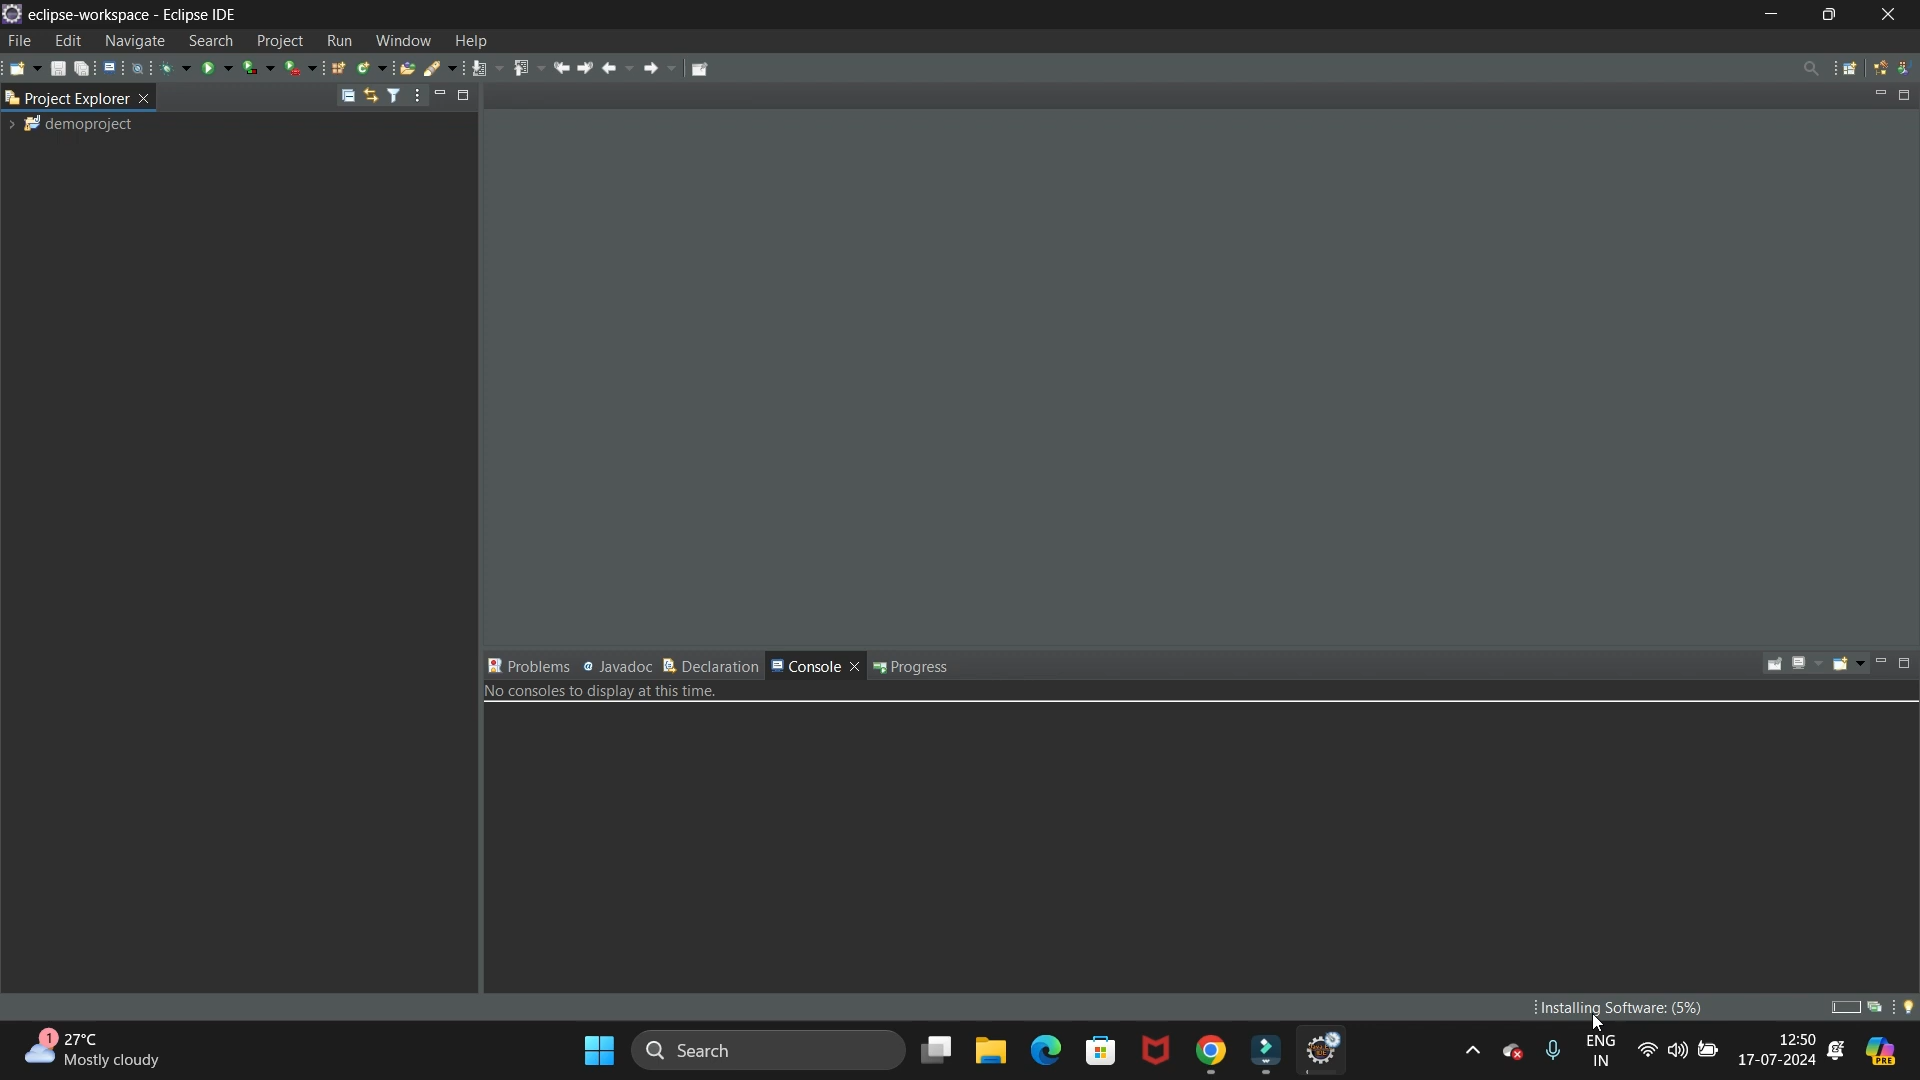 eclipse-workspace - Eclipse IDE
File Edit Navigate Search Project Run Window Help
Project Explorer
demoproject
Problems Javadoc Declaration Console Progress
No consoles to display at this time.
Installing Software: (5%)
1 27°C
Mostly cloudy
Search
ENG
IN
12:50
17-07-2024
PRE